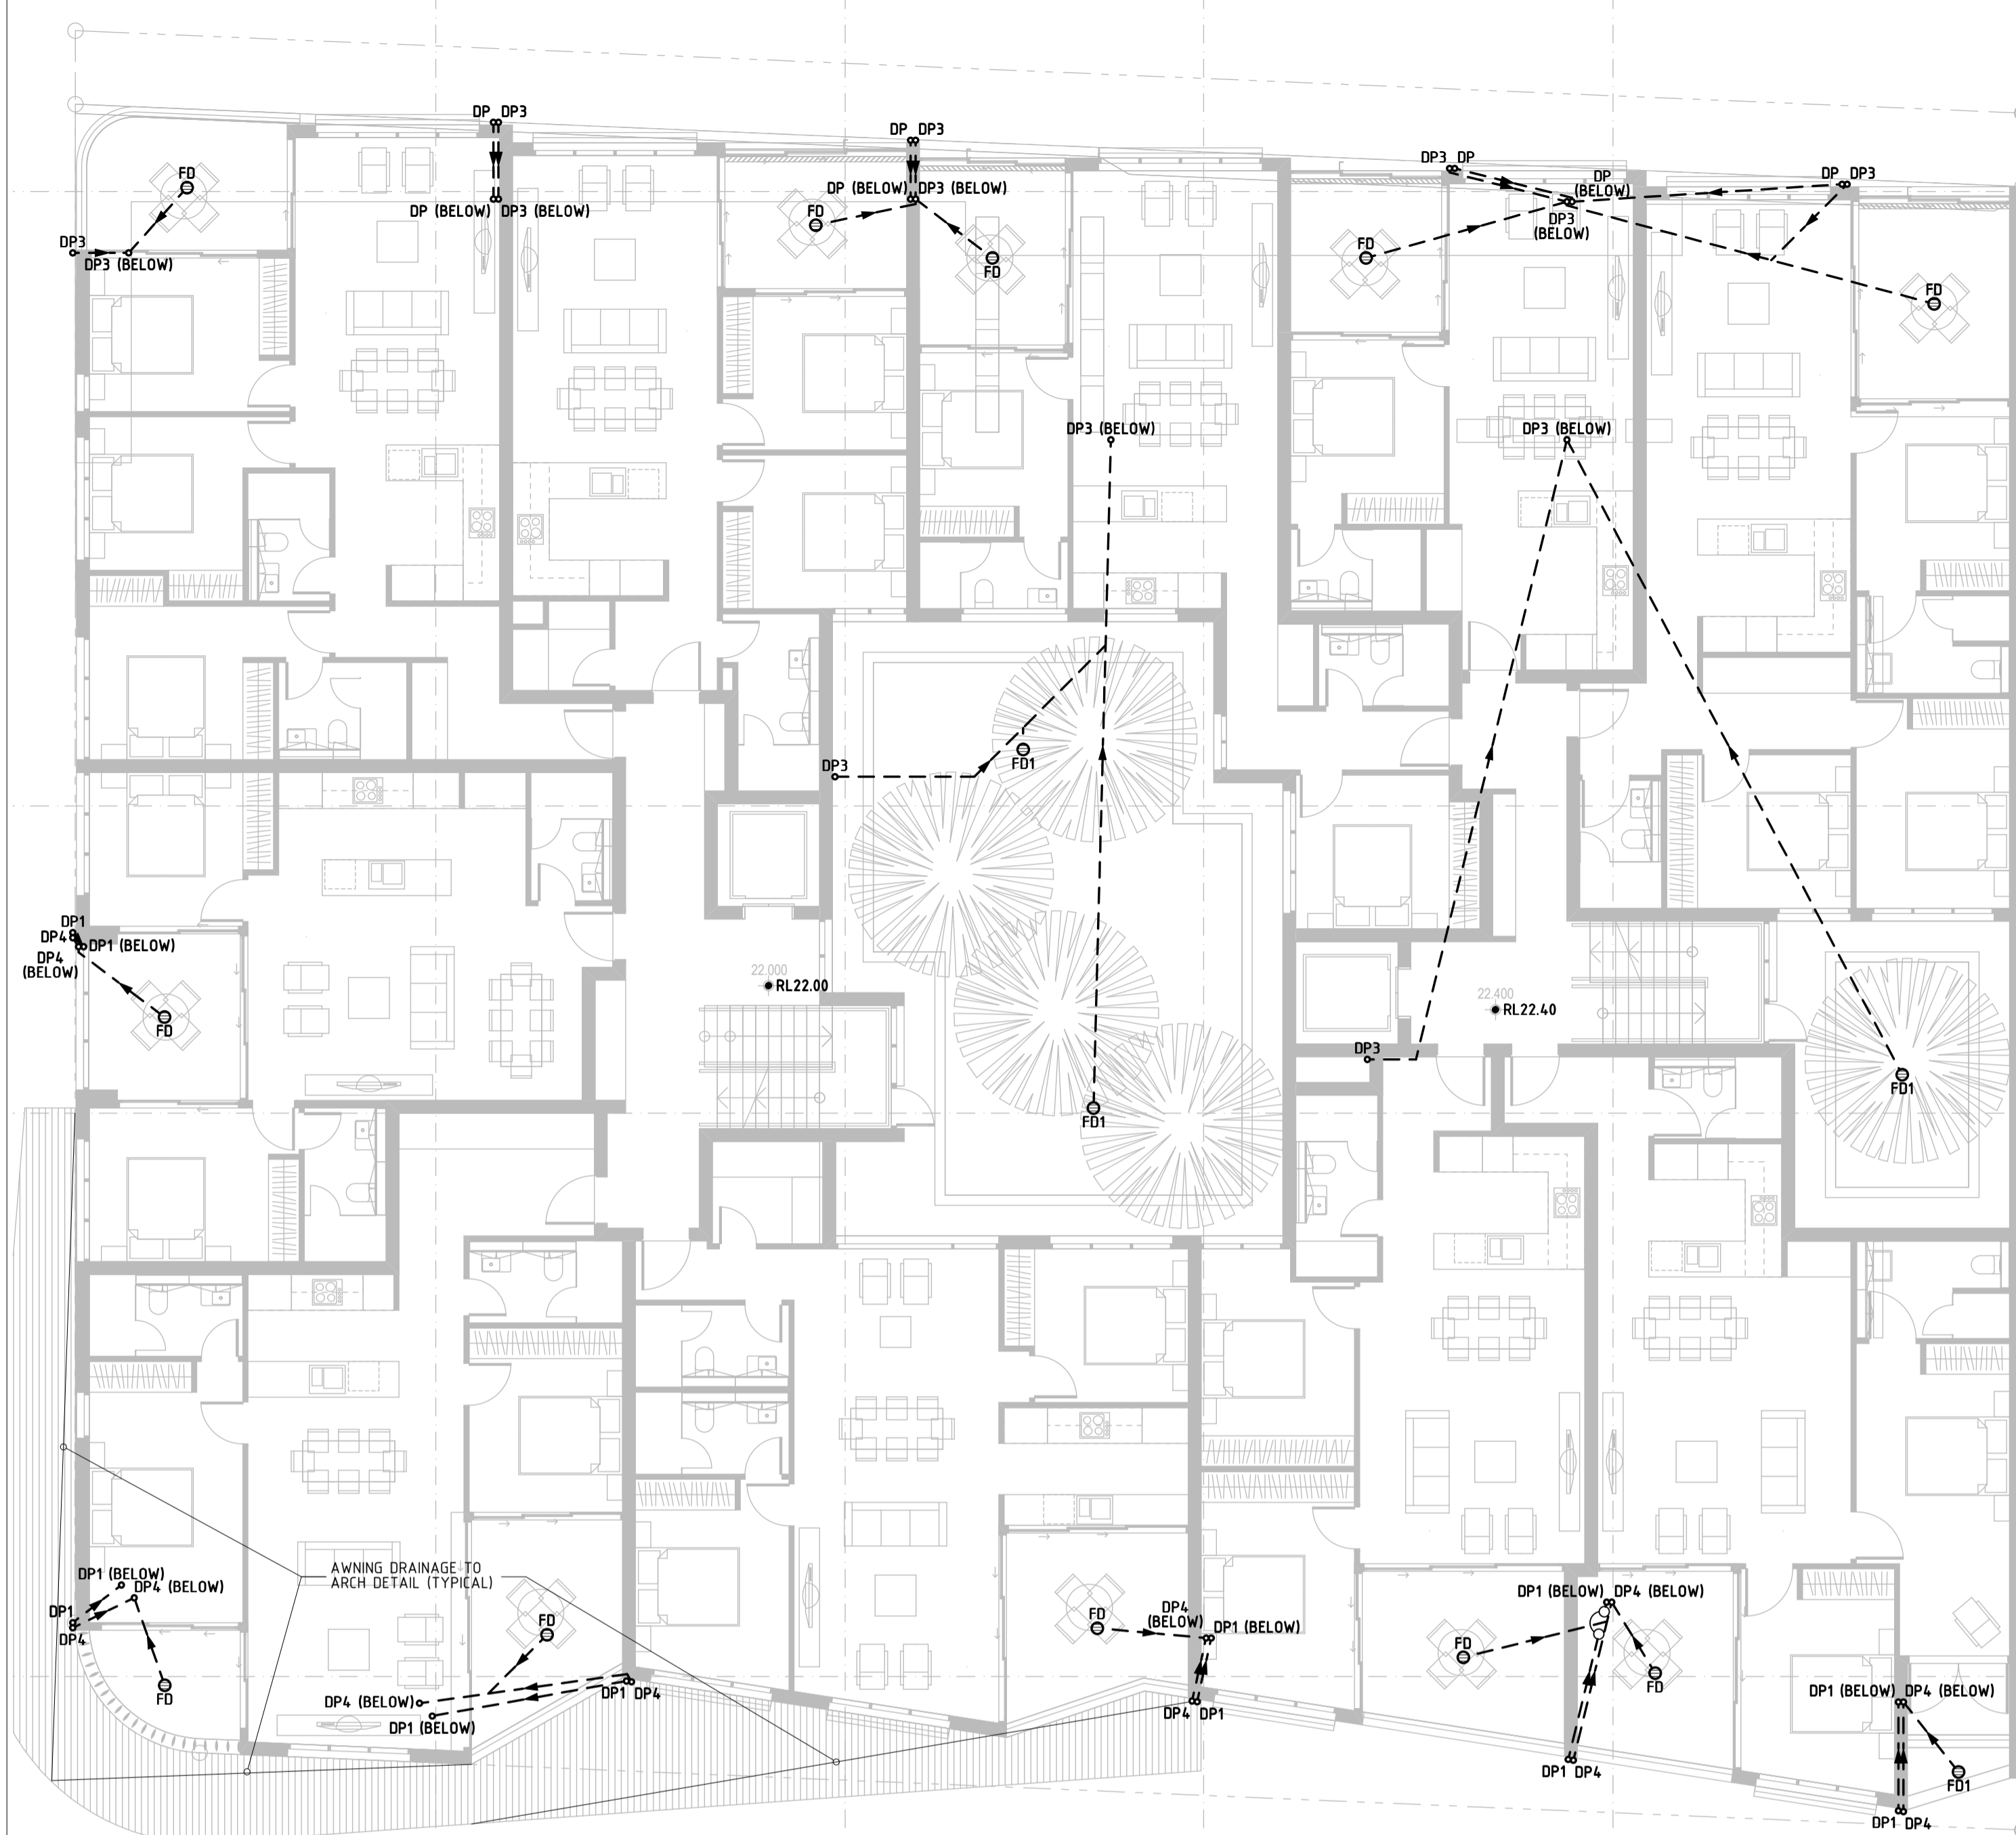 DP DP3
DP DP3
DP3 DP
DP DP3
FD
DP (BELOW) DP3 (BELOW)
DP (BELOW) DP3 (BELOW)
DP
(BELOW)
DP3
(BELOW)
FD
DP3
DP3 (BELOW)
FD
FD
FD
DP3 (BELOW)
DP3 (BELOW)
FD1
DP3
DP1
DP4
DP1 (BELOW)
DP4
(BELOW)
FD
22.000
RL22.00
22.400
RL22.40
DP3
FD1
FD1
AWNING DRAINAGE TO
ARCH DETAIL (TYPICAL)
DP1 (BELOW)
DP4 (BELOW)
DP1
DP4
FD
FD
DP4 (BELOW)
DP1 (BELOW)
DP1 DP4
FD
DP4
(BELOW)
DP1 (BELOW)
DP4 DP1
DP1 (BELOW) DP4 (BELOW)
FD
FD
DP1 DP4
DP1 (BELOW) DP4 (BELOW)
FD1
DP1 DP4